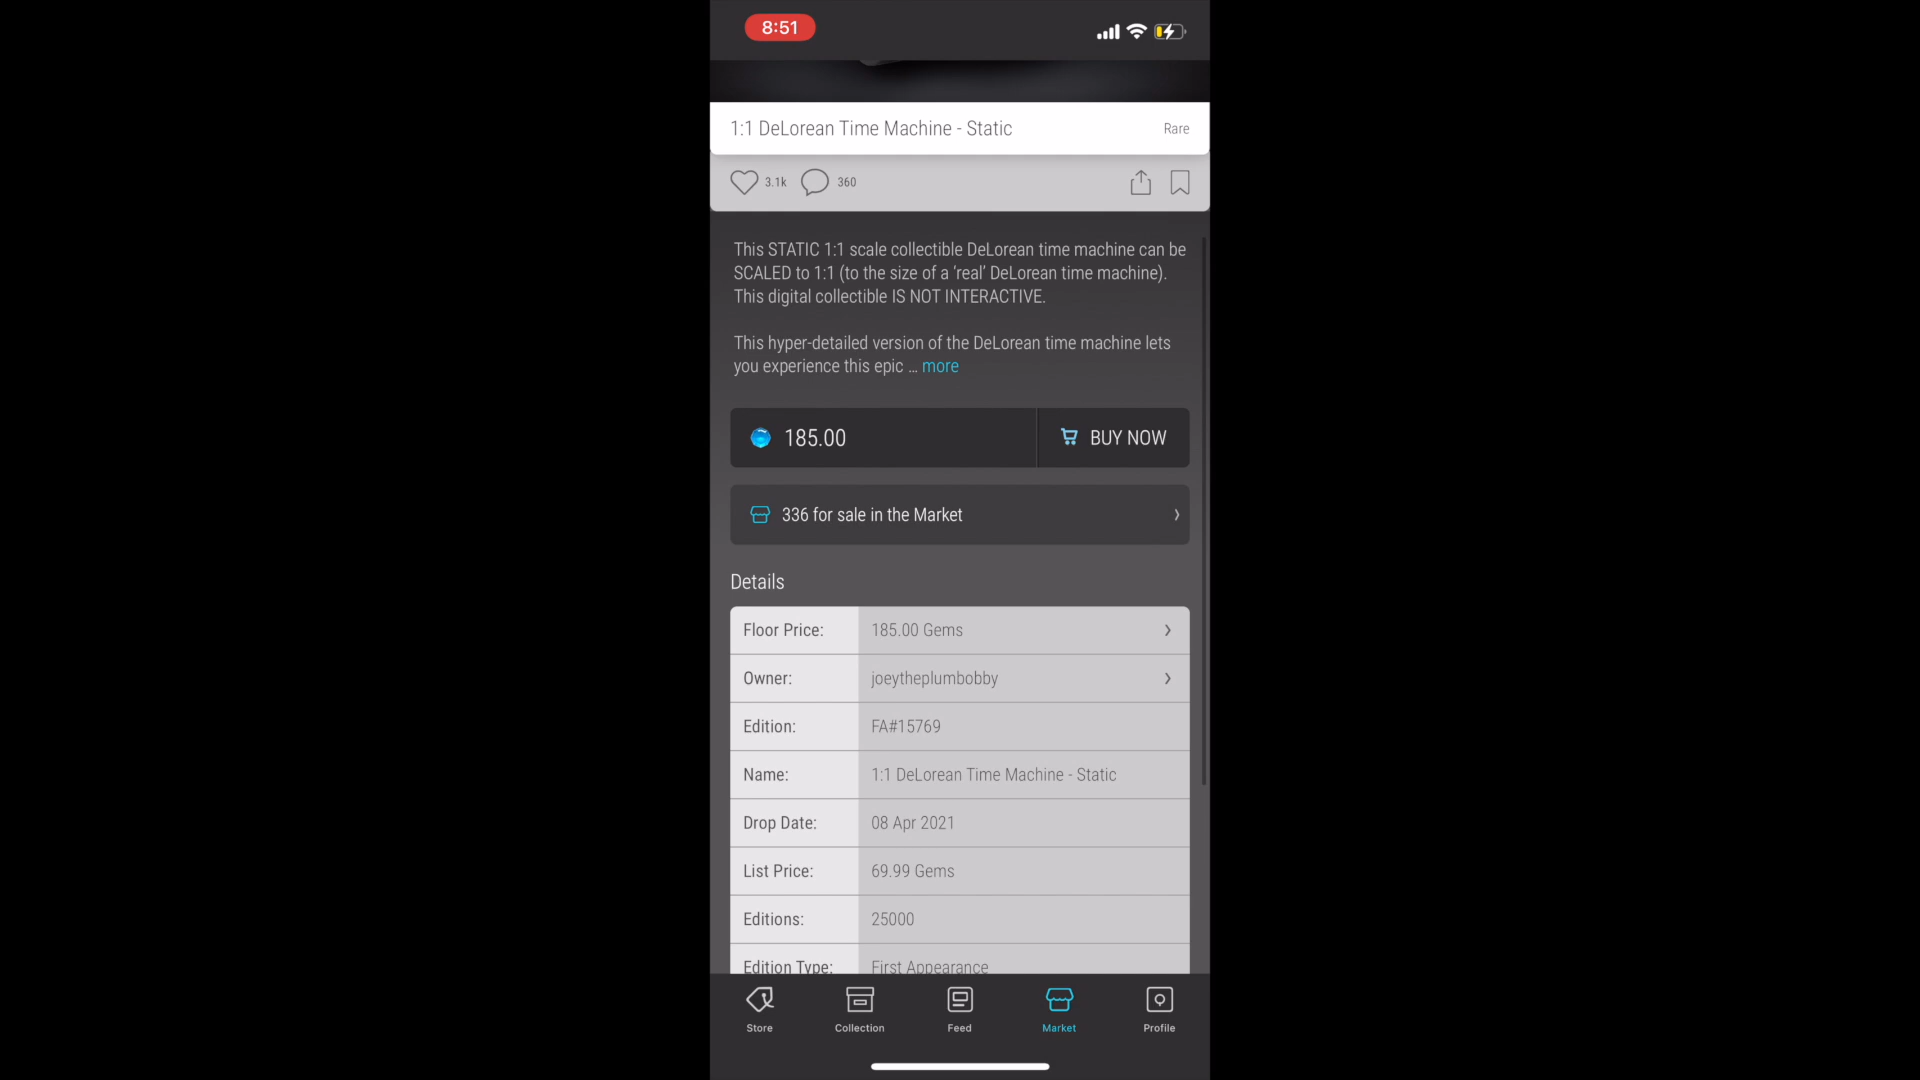 8:51
1:1 DeLorean Time Machine - Static
Rare
3.1k
360
This STATIC 1:1 scale collectible DeLorean time machine can be
SCALED to 1:1 (to the size of a ‘real’ DeLorean time machine).
This digital collectible IS NOT INTERACTIVE.
This hyper-detailed version of the DeLorean time machine lets
you experience this epic ... more
185.00
BUY NOW
336 for sale in the Market
Details
Floor Price: 185.00 Gems
Owner: joeytheplumbobby
Edition: FA#15769
Name: 1:1 DeLorean Time Machine - Static
Drop Date: 08 Apr 2021
List Price: 69.99 Gems
Editions: 25000
Edition Type: First Appearance
Store
Collection
Feed
Market
Profile